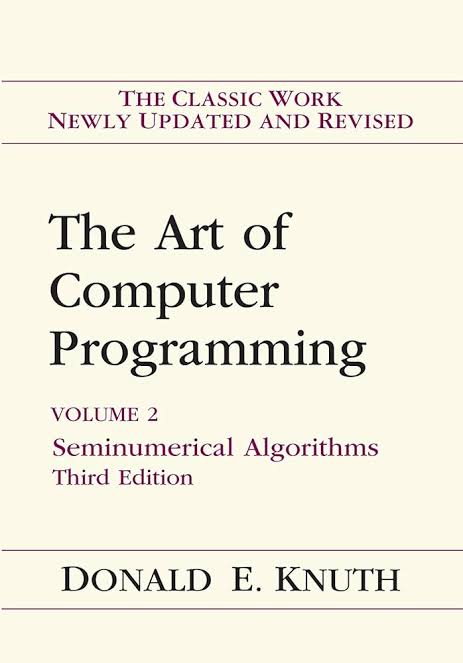 THE CLASSIC WORK
NEWLY UPDATED AND REVISED
The Art of
Computer
Programming
VOLUME 2
Seminumerical Algorithms
Third Edition
DONALD E. KNUTH